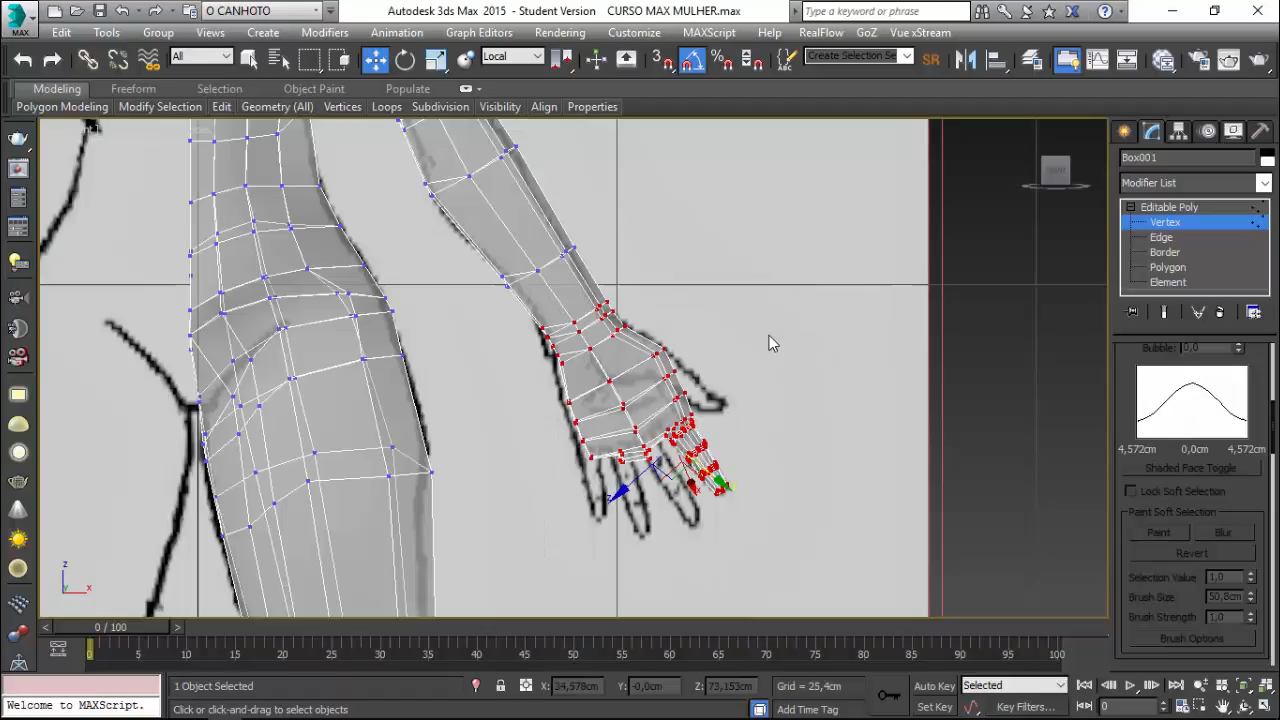 MAX
O CANHOTO
Autodesk 3ds Max 2015 - Student Version CURSO MAX MULHER.max
Type a keyword or phrase
Edit Tools Group Views Create Modifiers Animation Graph Editors Rendering Customize MAXScript Help RealFlow GoZ Vue xStream
All
Local
Create Selection Se
SR
Modeling Freeform Selection Object Paint Populate
Polygon Modeling Modify Selection Edit Geometry (All) Vertices Loops Subdivision Visibility Align Properties
Box001
Modifier List
Editable Poly
Vertex
Edge
Border
Polygon
Element
Bubble: 0,0
4,572cm 0,0cm 4,572cm
Shaded Face Toggle
Lock Soft Selection
Paint Soft Selection
Paint Blur
Revert
Selection Value 1,0
Brush Size 50,8cm
Brush Strength 1,0
Brush Options
z
y x
0 / 100
0 5 10 15 20 25 30 35 40 45 50 55 60 65 70 75 80 85 90 95 100
1 Object Selected
X: 34,578cm Y: -0,0cm Z: 73,153cm
Grid = 25,4cm
Auto Key Selected
Welcome to MAXScript.
Click or click-and-drag to select objects
Add Time Tag
Set Key Key Filters...
0